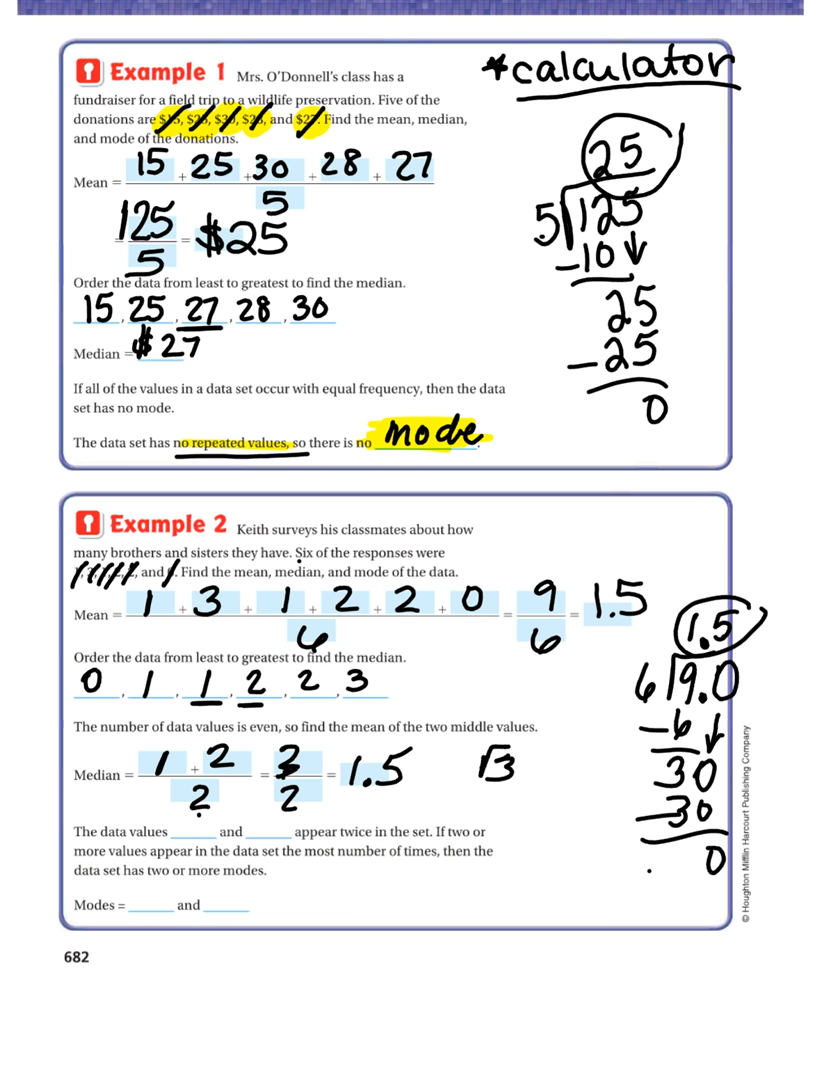 Example 1 Mrs. O'Donnell's class has a
*calculator
fundraiser for a field trip to a wildlife preservation. Five of the
donations are $15, $25, $30, $28, and $27. Find the mean, median,
and mode of the donations.
Mean = 15 + 25 + 30 + 28 + 27
5
= 125 = $25
5
25
5 125
-10
25
-25
0
Order the data from least to greatest to find the median.
15, 25, 27, 28, 30
Median = $27
If all of the values in a data set occur with equal frequency, then the data
set has no mode.
The data set has no repeated values, so there is no mode.
Example 2 Keith surveys his classmates about how
many brothers and sisters they have. Six of the responses were
and . Find the mean, median, and mode of the data.
Mean = 1 + 3 + 1 + 2 + 2 + 0 = 9 = 1.5
6 6
1.5
6 9.0
-6
30
-30
0
Order the data from least to greatest to find the median.
0, 1, 1, 2, 2, 3
The number of data values is even, so find the mean of the two middle values.
Median = 1 + 2 = 3 = 1.5
2 2
The data values ____ and ____ appear twice in the set. If two or
more values appear in the data set the most number of times, then the
data set has two or more modes.
Modes = ____ and ____
© Houghton Mifflin Harcourt Publishing Company
682